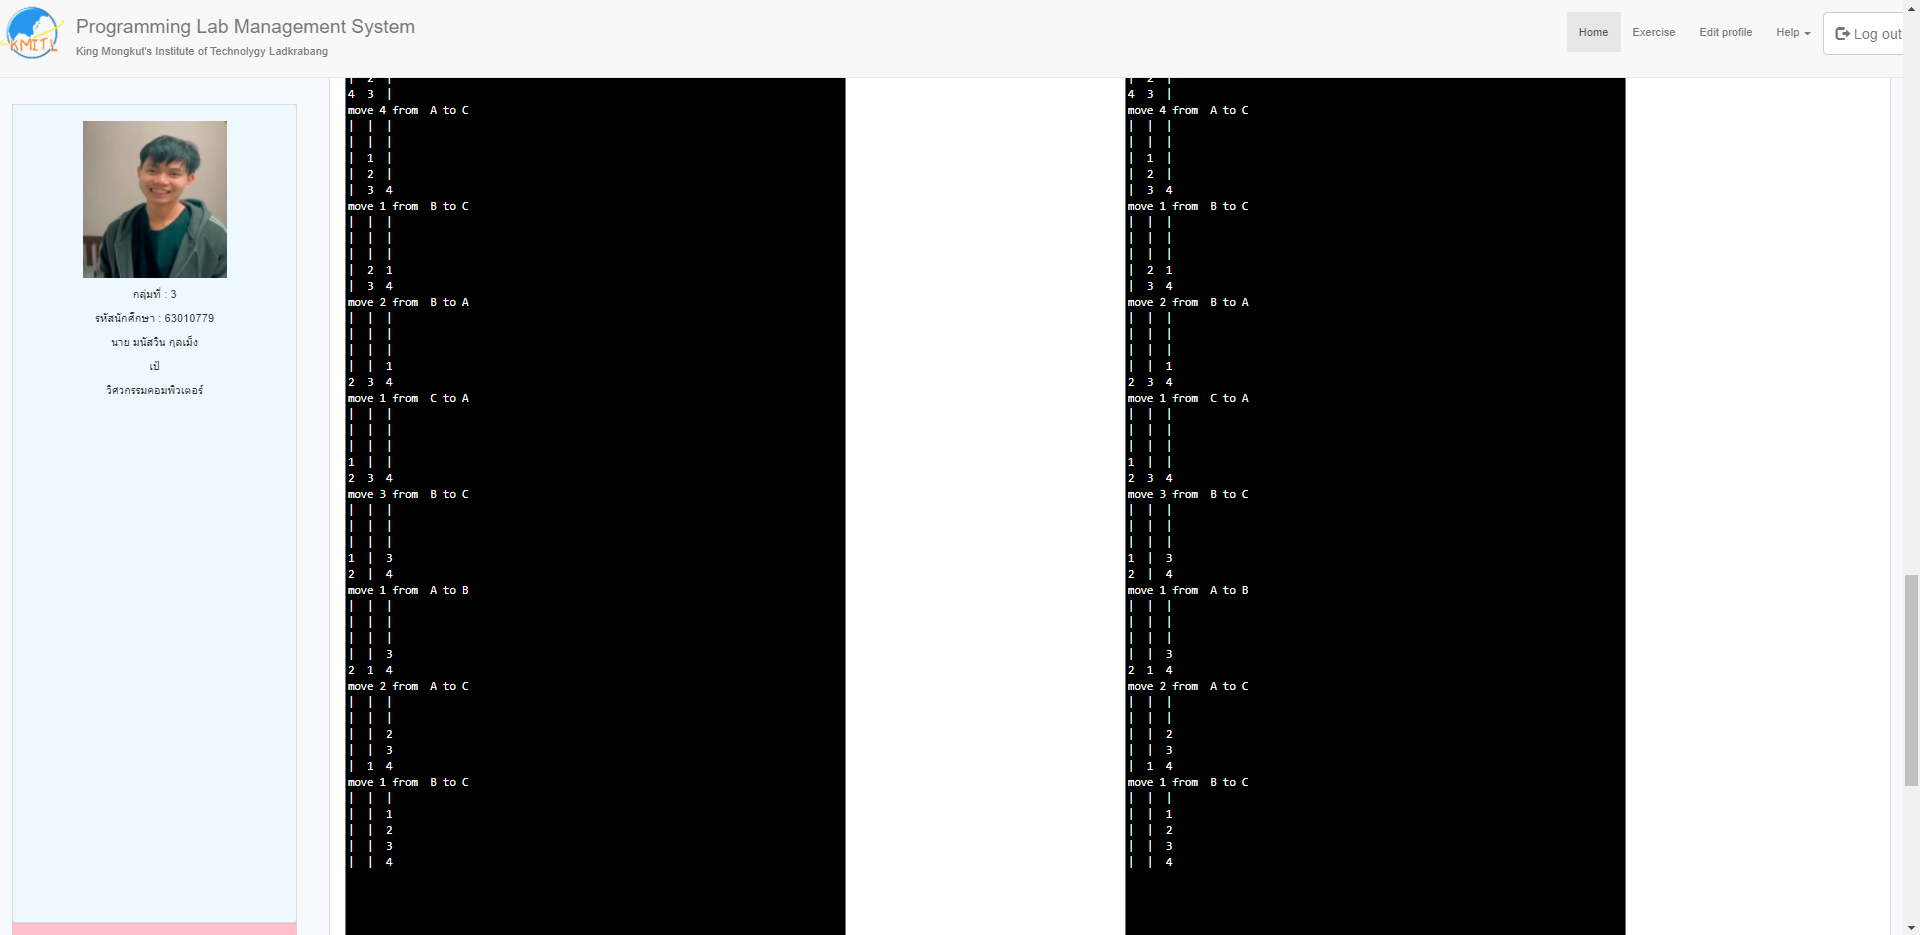 KMITL
Programming Lab Management System
King Mongkut's Institute of Technolygy Ladkrabang
Home
Exercise
Edit profile
Help
Log out
กลุ่มที่ : 3
รหัสนักศึกษา : 63010779
นาย มนัสวิน กุลเม็ง
เป๋
วิศวกรรมคอมพิวเตอร์
| 2 |
4 3 |
move 4 from  A to C
| | |
| | |
| 1 |
| 2 |
| 3 4
move 1 from  B to C
| | |
| | |
| | |
| 2 1
| 3 4
move 2 from  B to A
| | |
| | |
| | |
| | 1
2 3 4
move 1 from  C to A
| | |
| | |
| | |
1 | |
2 3 4
move 3 from  B to C
| | |
| | |
| | |
1 | 3
2 | 4
move 1 from  A to B
| | |
| | |
| | |
| | 3
2 1 4
move 2 from  A to C
| | |
| | |
| | 2
| | 3
| 1 4
move 1 from  B to C
| | |
| | 1
| | 2
| | 3
| | 4
| 2 |
4 3 |
move 4 from  A to C
| | |
| | |
| 1 |
| 2 |
| 3 4
move 1 from  B to C
| | |
| | |
| | |
| 2 1
| 3 4
move 2 from  B to A
| | |
| | |
| | |
| | 1
2 3 4
move 1 from  C to A
| | |
| | |
| | |
1 | |
2 3 4
move 3 from  B to C
| | |
| | |
| | |
1 | 3
2 | 4
move 1 from  A to B
| | |
| | |
| | |
| | 3
2 1 4
move 2 from  A to C
| | |
| | |
| | 2
| | 3
| 1 4
move 1 from  B to C
| | |
| | 1
| | 2
| | 3
| | 4